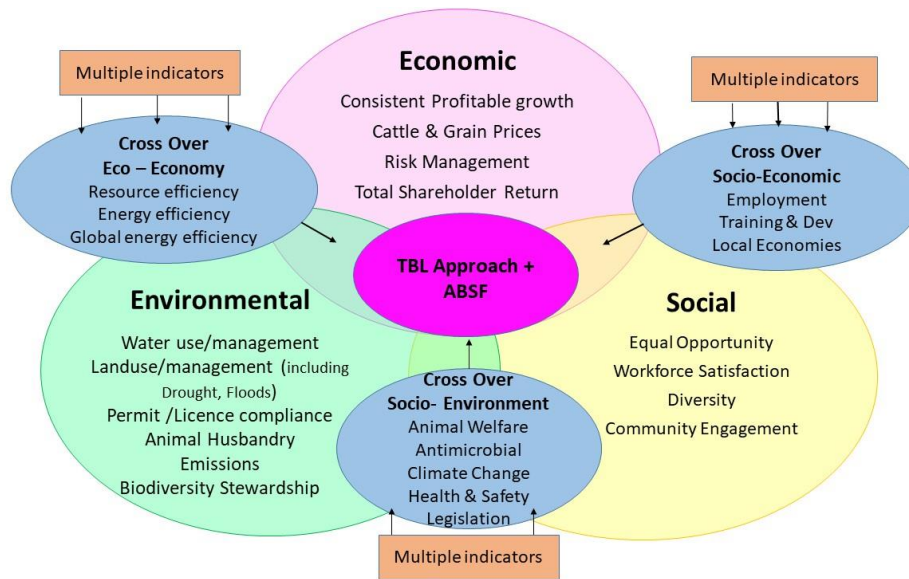 Economic
Consistent Profitable growth
Cattle & Grain Prices
Risk Management
Total Shareholder Return
Multiple indicators
Cross Over
Eco – Economy
Resource efficiency
Energy efficiency
Global energy efficiency
Multiple indicators
Cross Over
Socio-Economic
Employment
Training & Dev
Local Economies
TBL Approach +
ABSF
Environmental
Water use/management
Landuse/management (including
Drought, Floods)
Permit /Licence compliance
Animal Husbandry
Emissions
Biodiversity Stewardship
Cross Over
Socio- Environment
Animal Welfare
Antimicrobial
Climate Change
Health & Safety
Legislation
Multiple indicators
Social
Equal Opportunity
Workforce Satisfaction
Diversity
Community Engagement